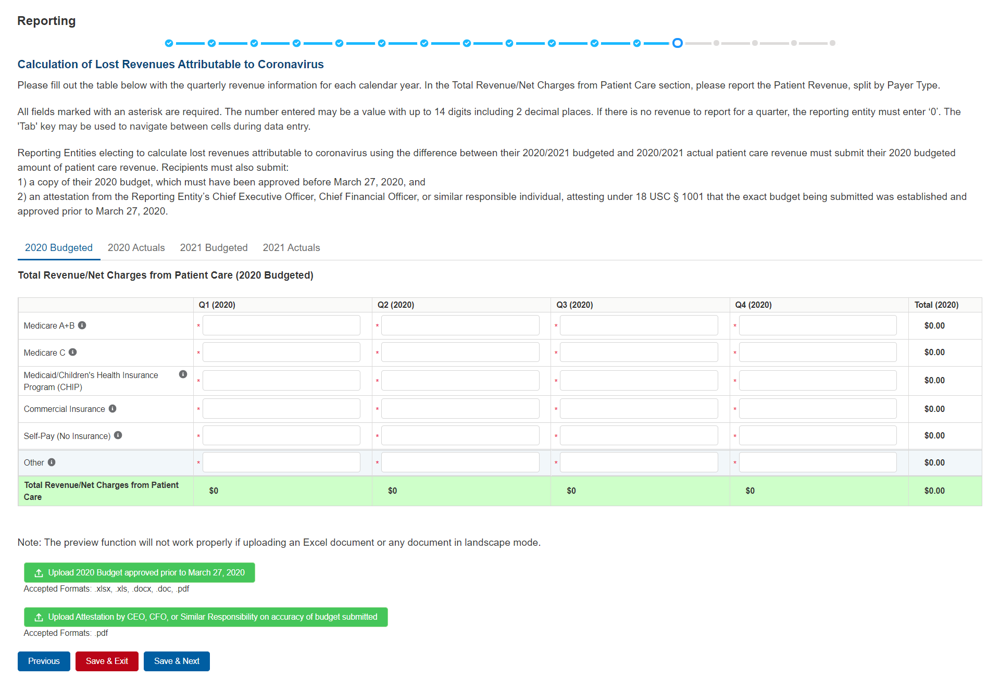 Reporting
Calculation of Lost Revenues Attributable to Coronavirus
Please fill out the table below with the quarterly revenue information for each calendar year. In the Total Revenue/Net Charges from Patient Care section, please report the Patient Revenue, split by Payer Type.
All fields marked with an asterisk are required. The number entered may be a value with up to 14 digits including 2 decimal places. If there is no revenue to report for a quarter, the reporting entity must enter ‘0’. The
'Tab' key may be used to navigate between cells during data entry.
Reporting Entities electing to calculate lost revenues attributable to coronavirus using the difference between their 2020/2021 budgeted and 2020/2021 actual patient care revenue must submit their 2020 budgeted
amount of patient care revenue. Recipients must also submit:
1) a copy of their 2020 budget, which must have been approved before March 27, 2020, and
2) an attestation from the Reporting Entity’s Chief Executive Officer, Chief Financial Officer, or similar responsible individual, attesting under 18 USC § 1001 that the exact budget being submitted was established and
approved prior to March 27, 2020.
2020 Budgeted 2020 Actuals 2021 Budgeted 2021 Actuals
Total Revenue/Net Charges from Patient Care (2020 Budgeted)
Q1 (2020) Q2 (2020) Q3 (2020) Q4 (2020) Total (2020)
Medicare A+B * * * * $0.00
Medicare C * * * * $0.00
Medicaid/Children's Health Insurance
Program (CHIP) * * * * $0.00
Commercial Insurance * * * * $0.00
Self-Pay (No Insurance) * * * * $0.00
Other * * * * $0.00
Total Revenue/Net Charges from Patient
Care $0 $0 $0 $0 $0.00
Note: The preview function will not work properly if uploading an Excel document or any document in landscape mode.
Upload 2020 Budget approved prior to March 27, 2020
Accepted Formats: .xlsx, .xls, .docx, .doc, .pdf
Upload Attestation by CEO, CFO, or Similar Responsibility on accuracy of budget submitted
Accepted Formats: .pdf
Previous Save & Exit Save & Next